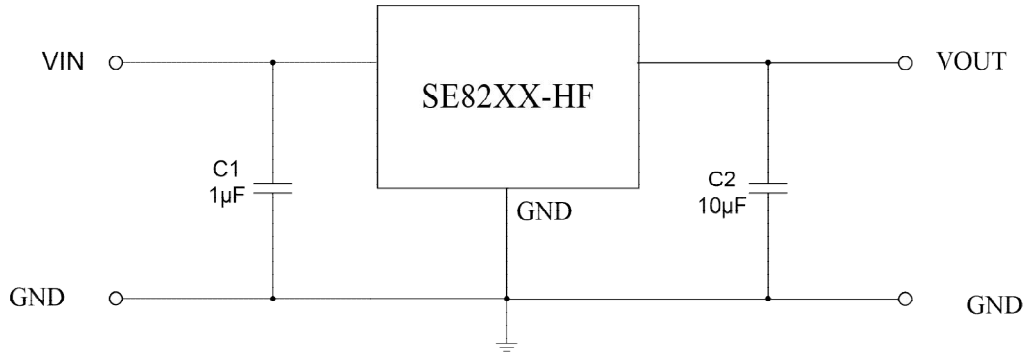 VIN
SE82XX-HF
VOUT
C1
1µF
C2
10µF
GND
GND
GND